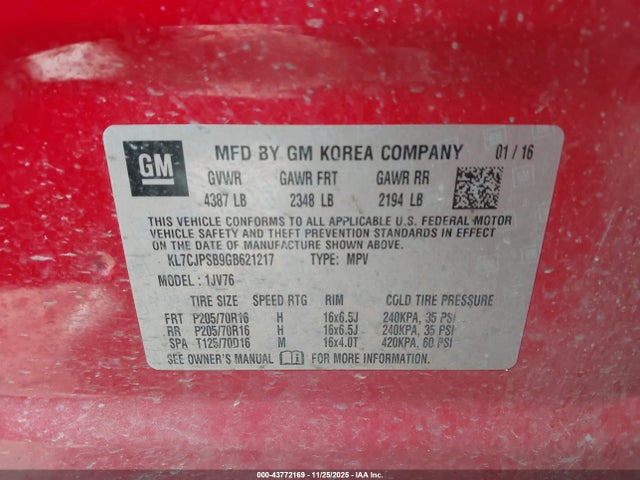 GM MFD BY GM KOREA COMPANY 01 / 16
GVWR GAWR FRT GAWR RR
4387 LB 2348 LB 2194 LB
THIS VEHICLE CONFORMS TO ALL APPLICABLE U.S. FEDERAL MOTOR
VEHICLE SAFETY AND THEFT PREVENTION STANDARDS IN
EFFECT ON THE DATE OF MANUFACTURE SHOWN ABOVE.
KL7CJPSB9GB621217 TYPE: MPV
MODEL : 1JV76
TIRE SIZE SPEED RTG RIM COLD TIRE PRESSURE
FRT P205/70R16 H 16x6.5J 240KPA, 35 PSI
RR P205/70R16 H 16x6.5J 240KPA, 35 PSI
SPA T125/70D16 M 16x4.0T 420KPA, 60 PSI
SEE OWNER'S MANUAL FOR MORE INFORMATION.
000-43772169 - 11/25/2025 - IAA Inc.